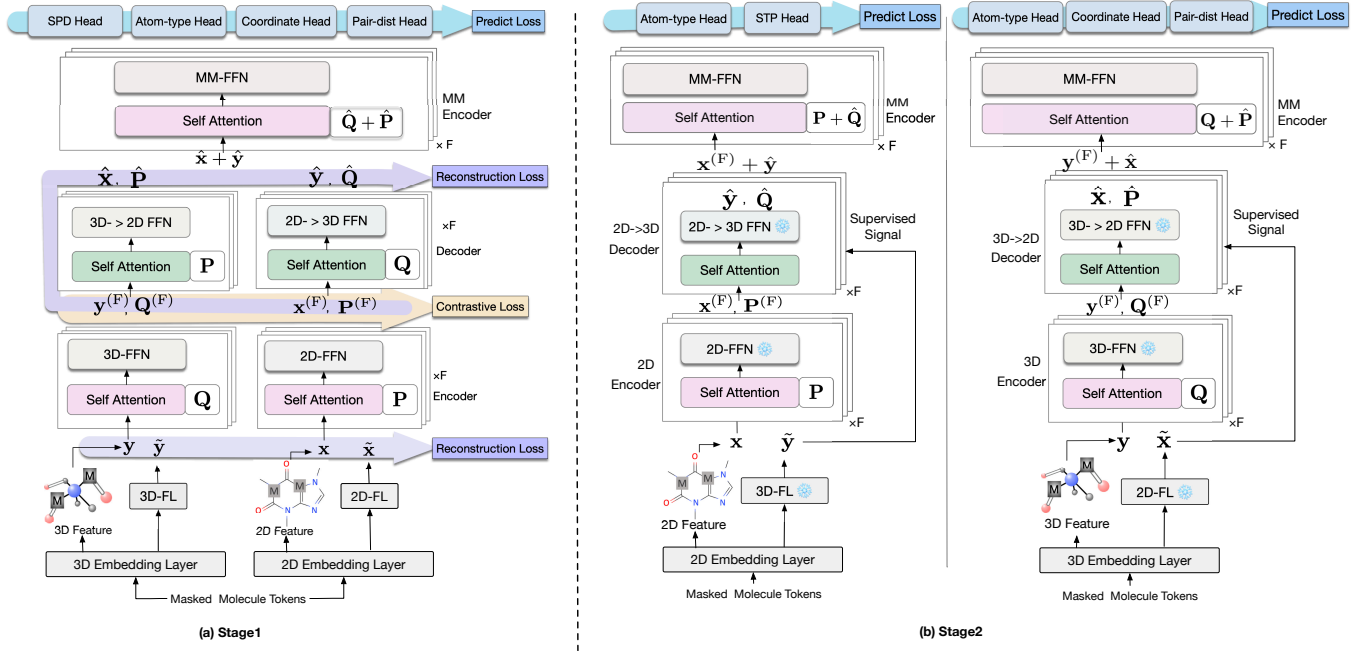 SPD Head
Atom-type Head
Coordinate Head
Pair-dist Head
Predict Loss
MM-FFN
Self Attention
Q̂ + P̂
MM
Encoder
× F
x̂ + ŷ
x̂, P̂
ŷ, Q̂
Reconstruction Loss
3D- > 2D FFN
Self Attention
P
2D- > 3D FFN
Self Attention
Q
×F
Decoder
y(F), Q(F)
x(F), P(F)
Contrastive Loss
3D-FFN
Self Attention
Q
2D-FFN
Self Attention
P
×F
Encoder
y ỹ
x x̃
Reconstruction Loss
M
M
3D Feature
3D-FL
O
N
M
M
O
N
N
2D Feature
2D-FL
3D Embedding Layer
2D Embedding Layer
Masked Molecule Tokens
(a) Stage1
Atom-type Head
STP Head
Predict Loss
MM-FFN
Self Attention
P + Q̂
MM
Encoder
× F
x(F) + ŷ
ŷ, Q̂
2D- > 3D FFN
Self Attention
2D->3D
Decoder
×F
Supervised
Signal
x(F), P(F)
2D-FFN
Self Attention
P
2D
Encoder
×F
x
ỹ
O
N
M
M
O
N
N
2D Feature
3D-FL
2D Embedding Layer
Masked Molecule Tokens
Atom-type Head
Coordinate Head
Pair-dist Head
Predict Loss
MM-FFN
Self Attention
Q + P̂
MM
Encoder
× F
y(F) + x̂
x̂, P̂
3D- > 2D FFN
Self Attention
3D->2D
Decoder
×F
Supervised
Signal
y(F), Q(F)
3D-FFN
Self Attention
Q
3D
Encoder
×F
y
x̃
M
M
3D Feature
2D-FL
3D Embedding Layer
Masked Molecule Tokens
(b) Stage2